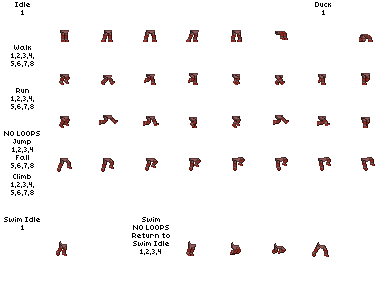 Idle
1
Duck
1
Walk
1,2,3,4,
5,6,7,8
Run
1,2,3,4,
5,6,7,8
NO LOOPS
Jump
1,2,3,4
Fall
5,6,7,8
Climb
1,2,3,4,
5,6,7,8
Swim Idle
1
Swim
NO LOOPS
Return to
Swim Idle
1,2,3,4